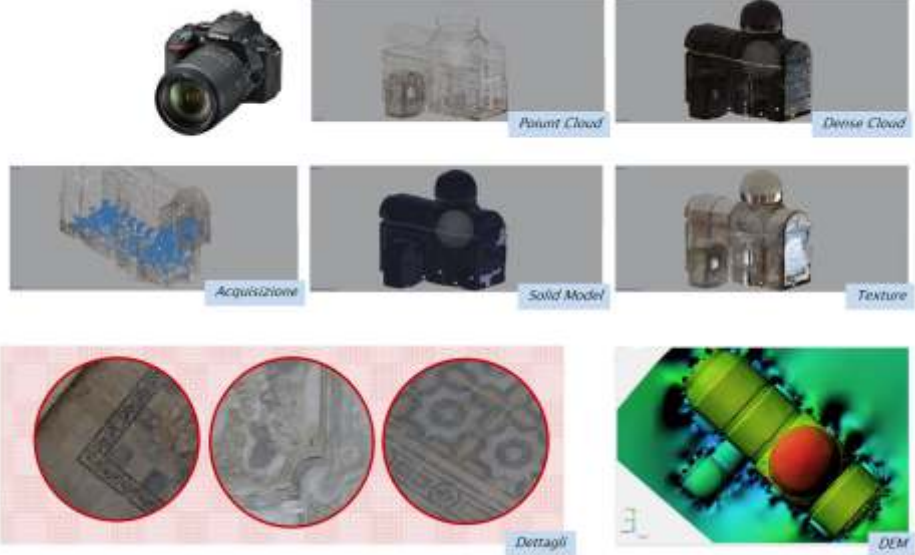 Poiunt Cloud
Dense Cloud
Acquisizione
Solid Model
Texture
Dettagli
DEM